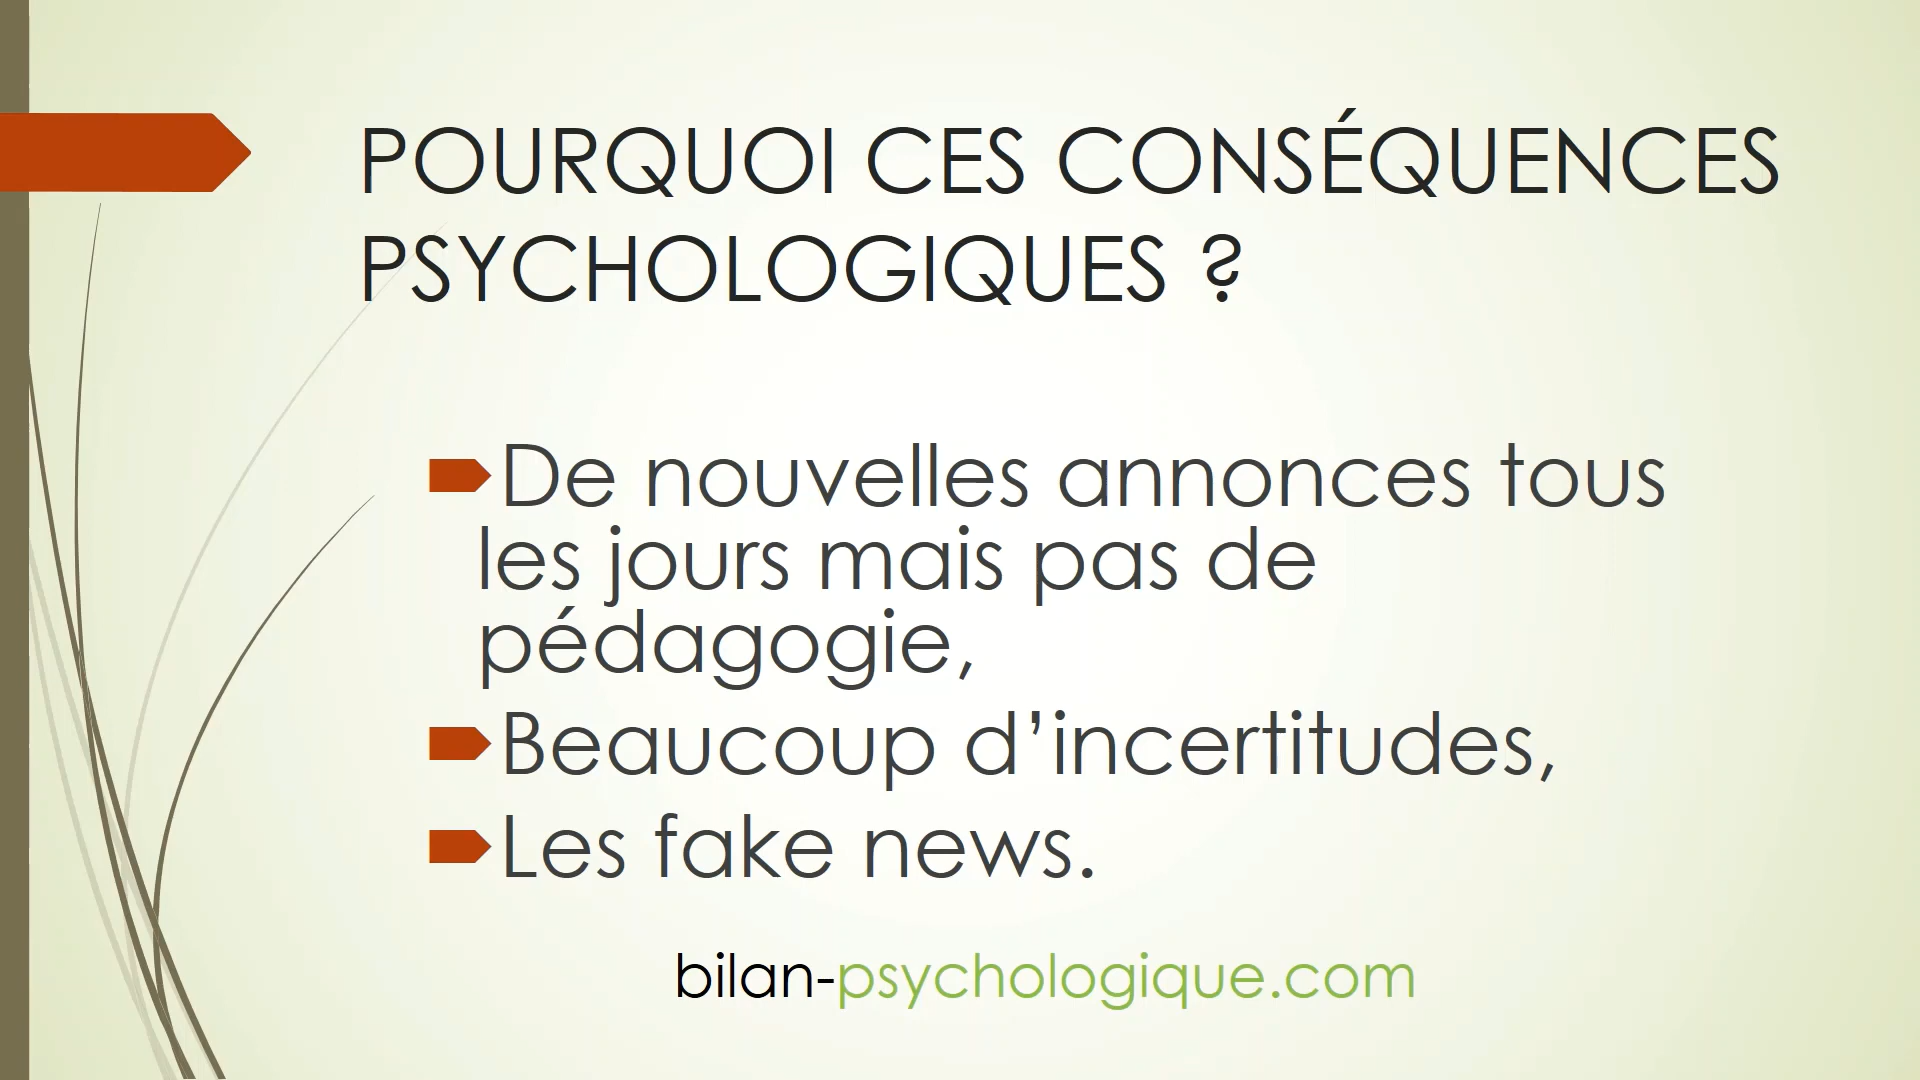 POURQUOI CES CONSÉQUENCES
PSYCHOLOGIQUES ?
De nouvelles annonces tous
les jours mais pas de
pédagogie,
Beaucoup d’incertitudes,
Les fake news.
bilan-psychologique.com